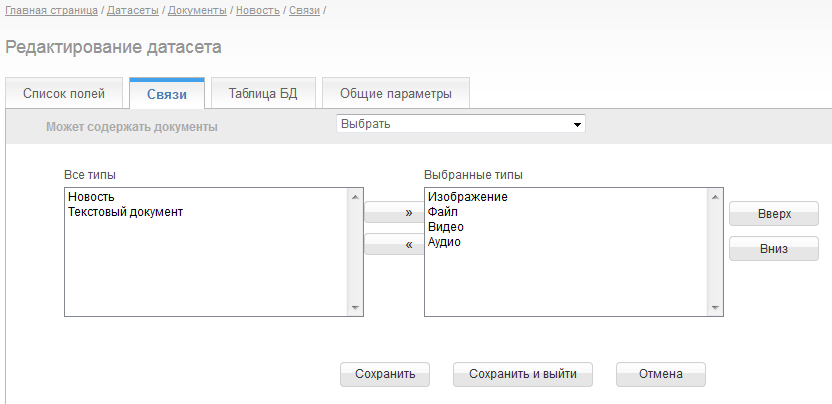 Главная страница / Датасеты / Документы / Новость / Связи /
Редактирование датасета
Список полей Связи Таблица БД Общие параметры
Может содержать документы Выбрать
Все типы Выбранные типы
Новость Изображение
Текстовый документ Файл
Видео
Аудио
» Вверх
« Вниз
Сохранить Сохранить и выйти Отмена